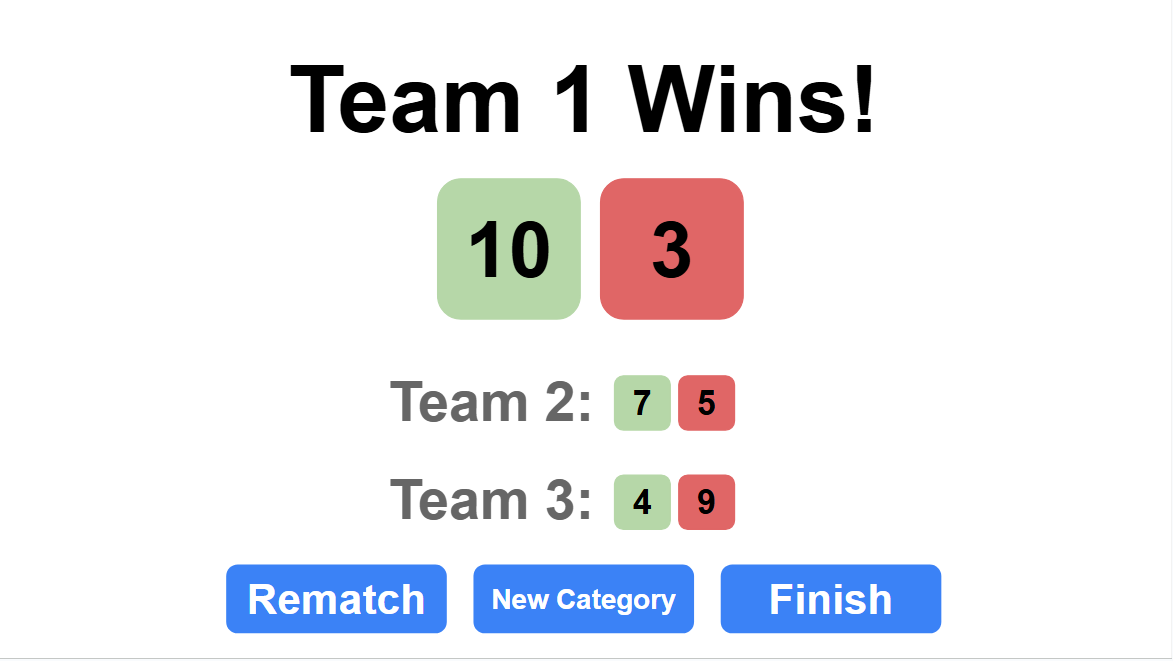 Team 1 Wins!
10 3
Team 2: 7 5
Team 3: 4 9
Rematch New Category Finish